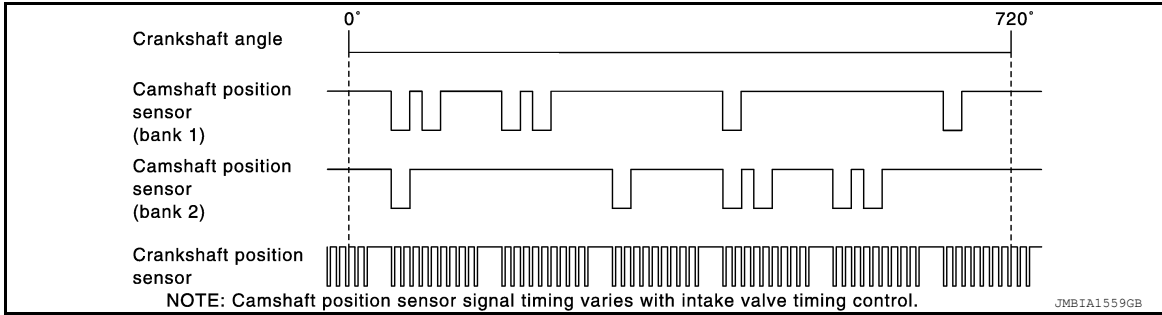 0° 720°
Crankshaft angle
Camshaft position
sensor
(bank 1)
Camshaft position
sensor
(bank 2)
Crankshaft position
sensor
NOTE: Camshaft position sensor signal timing varies with intake valve timing control.
JMBIA1559GB